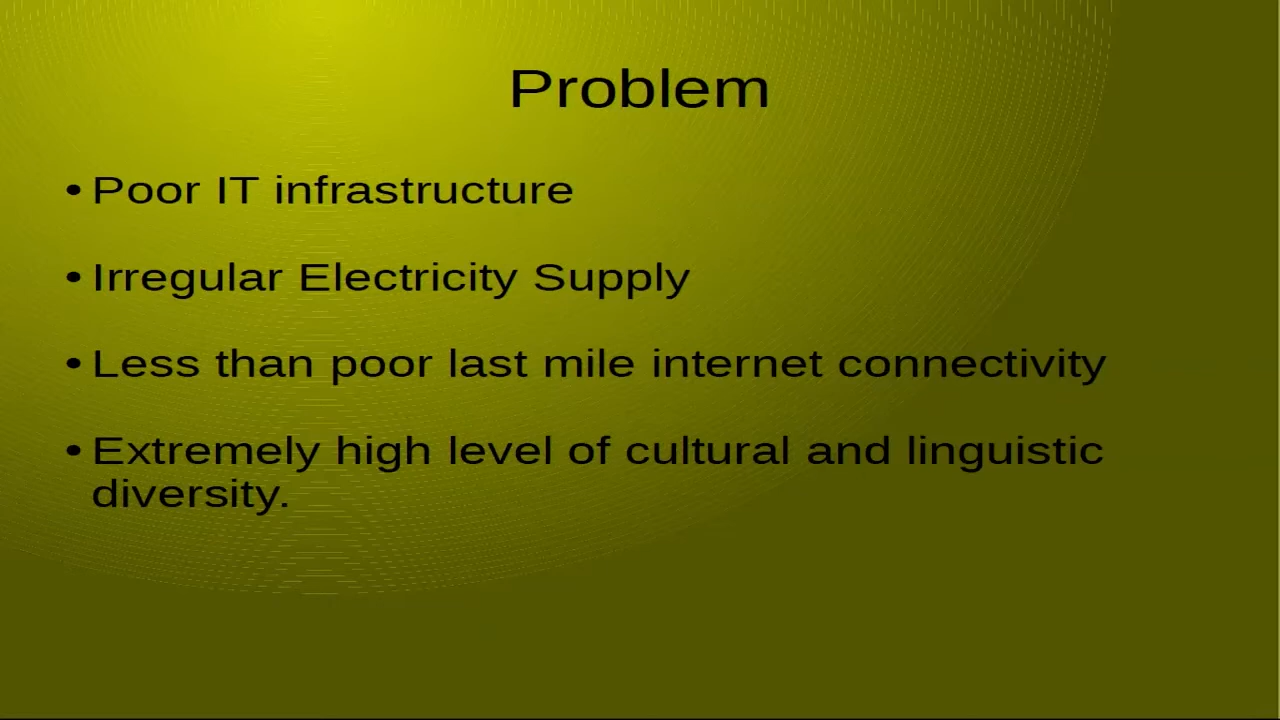 Problem
• Poor IT infrastructure
• Irregular Electricity Supply
• Less than poor last mile internet connectivity
• Extremely high level of cultural and linguistic
diversity.